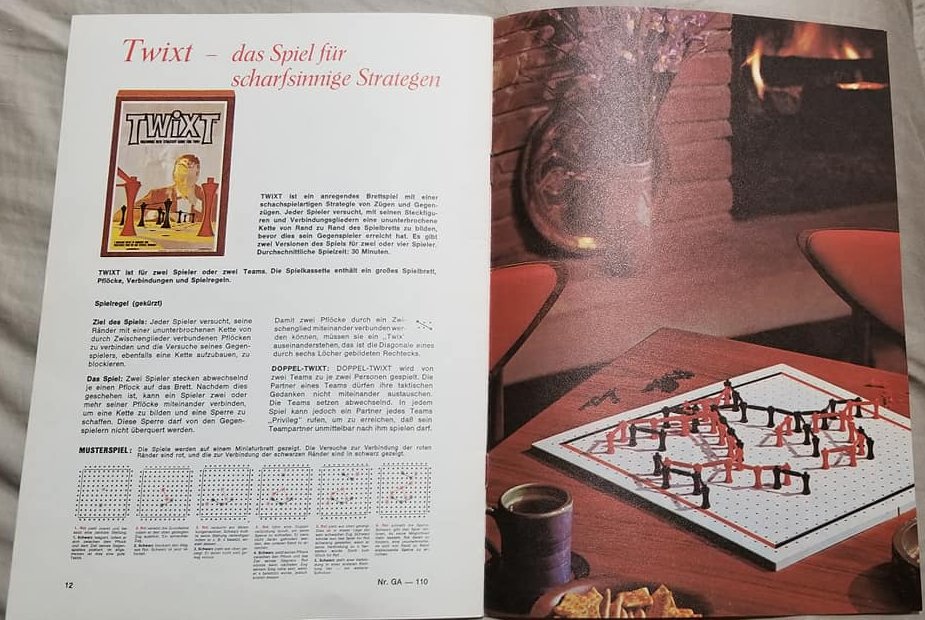 Twixt – das Spiel für
scharfsinnige Strategen
TWIXT
TWIXT ist ein anregendes Brettspiel mit einer
schachspielartigen Strategie von Zügen und Gegen-
zügen. Jeder Spieler versucht, mit seinen Steckfigu-
ren und Verbindungsgliedern eine ununterbrochene
Kette von Rand zu Rand des Spielbretts zu bilden,
bevor dies sein Gegenspieler erreicht hat. Es gibt
zwei Versionen des Spiels für zwei oder vier Spieler.
Durchschnittliche Spielzeit: 30 Minuten.
TWIXT ist für zwei Spieler oder zwei Teams. Die Spielkassette enthält ein großes Spielbrett,
Pflöcke, Verbindungen und Spielregeln.
Spielregel (gekürzt)
Ziel des Spiels: Jeder Spieler versucht, seine
Ränder mit einer ununterbrochenen Kette von
durch Zwischenglieder verbundenen Pflöcken
zu verbinden und die Versuche seines Gegen-
spielers, ebenfalls eine Kette aufzubauen, zu
blockieren.
Das Spiel: Zwei Spieler stecken abwechselnd
je einen Pflock auf das Brett. Nachdem dies
geschehen ist, kann ein Spieler zwei oder
mehr seiner Pflöcke miteinander verbinden,
um eine Kette zu bilden und eine Sperre zu
schaffen. Diese Sperre darf von den Gegen-
spielern nicht überquert werden.
Damit zwei Pflöcke durch ein Zwi-
schenglied miteinander verbunden wer-
den können, müssen sie ein „Twix"
auseinanderstehen, das ist die Diagonale eines
durch sechs Löcher gebildeten Rechtecks.
DOPPEL-TWIXT: DOPPEL-TWIXT wird von
zwei Teams zu je zwei Personen gespielt. Die
Partner eines Teams dürfen ihre taktischen
Gedanken nicht miteinander austauschen.
Die Teams setzen abwechselnd. In jedem
Spiel kann jedoch ein Partner jedes Teams
„Privileg" rufen, um zu erreichen, daß sein
Teampartner unmittelbar nach ihm spielen darf.
MUSTERSPIEL: Die Spiele werden auf einem Miniaturbrett gezeigt. Die Versuche zur Verbindung der roten
Ränder sind rot, und die zur Verbindung der schwarzen Ränder sind in schwarz gezeigt.
12
Nr. GA — 110